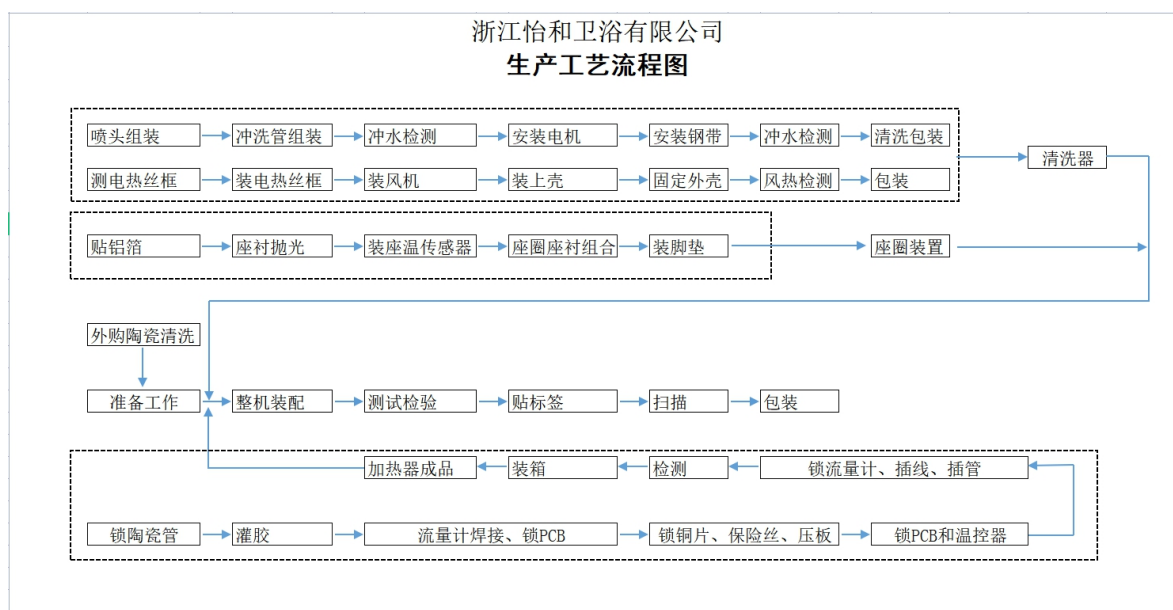 浙江怡和卫浴有限公司
生产工艺流程图
喷头组装 冲洗管组装 冲水检测 安装电机 安装钢带 冲水检测 清洗包装
清洗器
测电热丝框 装电热丝框 装风机 装上壳 固定外壳 风热检测 包装
贴铝箔 座衬抛光 装座温传感器 座圈座衬组合 装脚垫 座圈装置
外购陶瓷清洗
准备工作 整机装配 测试检验 贴标签 扫描 包装
加热器成品 装箱 检测 锁流量计、插线、插管
锁陶瓷管 灌胶 流量计焊接、锁PCB 锁铜片、保险丝、压板 锁PCB和温控器